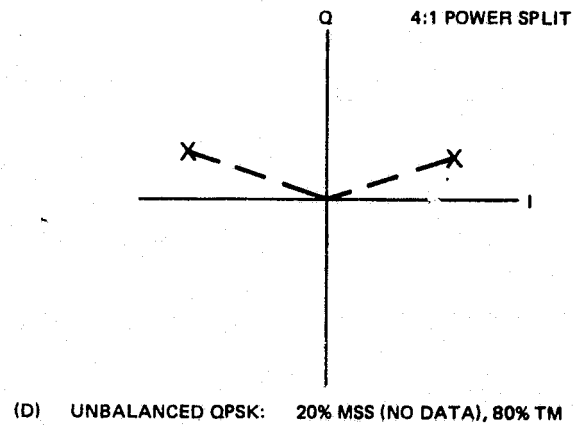 Q 4:1 POWER SPLIT
X X
I
(D) UNBALANCED QPSK: 20% MSS (NO DATA), 80% TM